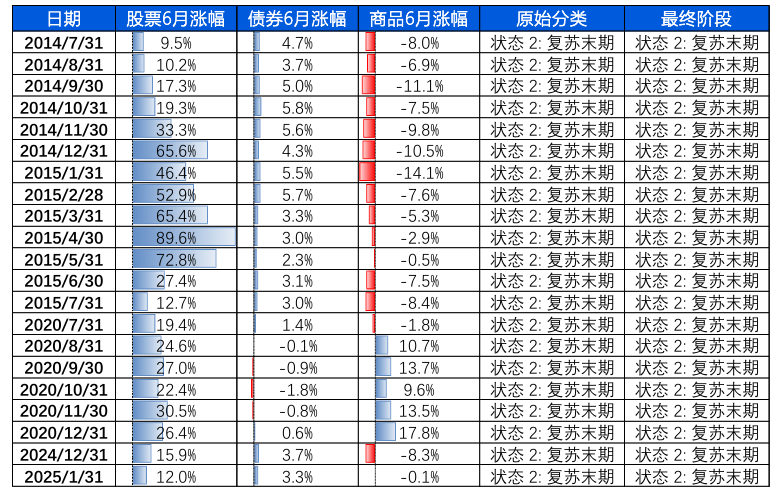 日期 股票6月涨幅 债券6月涨幅 商品6月涨幅 原始分类 最终阶段
2014/7/31 9.5% 4.7% -8.0% 状态 2: 复苏末期 状态 2: 复苏末期
2014/8/31 10.2% 3.7% -6.9% 状态 2: 复苏末期 状态 2: 复苏末期
2014/9/30 17.3% 5.0% -11.1% 状态 2: 复苏末期 状态 2: 复苏末期
2014/10/31 19.3% 5.8% -7.5% 状态 2: 复苏末期 状态 2: 复苏末期
2014/11/30 33.3% 5.6% -9.8% 状态 2: 复苏末期 状态 2: 复苏末期
2014/12/31 65.6% 4.3% -10.5% 状态 2: 复苏末期 状态 2: 复苏末期
2015/1/31 46.4% 5.5% -14.1% 状态 2: 复苏末期 状态 2: 复苏末期
2015/2/28 52.9% 5.7% -7.6% 状态 2: 复苏末期 状态 2: 复苏末期
2015/3/31 65.4% 3.3% -5.3% 状态 2: 复苏末期 状态 2: 复苏末期
2015/4/30 89.6% 3.0% -2.9% 状态 2: 复苏末期 状态 2: 复苏末期
2015/5/31 72.8% 2.3% -0.5% 状态 2: 复苏末期 状态 2: 复苏末期
2015/6/30 27.4% 3.1% -7.5% 状态 2: 复苏末期 状态 2: 复苏末期
2015/7/31 12.7% 3.0% -8.4% 状态 2: 复苏末期 状态 2: 复苏末期
2020/7/31 19.4% 1.4% -1.8% 状态 2: 复苏末期 状态 2: 复苏末期
2020/8/31 24.6% -0.1% 10.7% 状态 2: 复苏末期 状态 2: 复苏末期
2020/9/30 27.0% -0.9% 13.7% 状态 2: 复苏末期 状态 2: 复苏末期
2020/10/31 22.4% -1.8% 9.6% 状态 2: 复苏末期 状态 2: 复苏末期
2020/11/30 30.5% -0.8% 13.5% 状态 2: 复苏末期 状态 2: 复苏末期
2020/12/31 26.4% 0.6% 17.8% 状态 2: 复苏末期 状态 2: 复苏末期
2024/12/31 15.9% 3.7% -8.3% 状态 2: 复苏末期 状态 2: 复苏末期
2025/1/31 12.0% 3.3% -0.1% 状态 2: 复苏末期 状态 2: 复苏末期